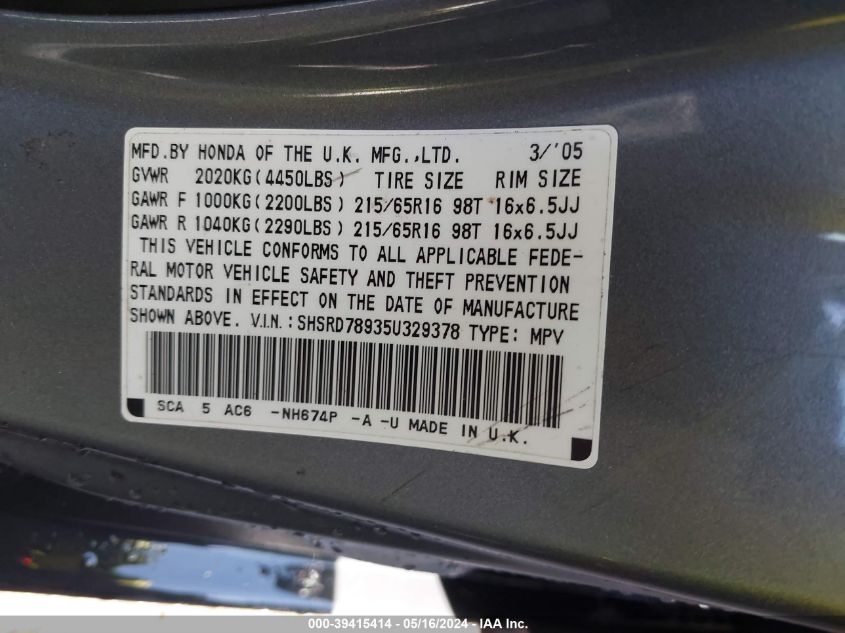 MFD.BY HONDA OF THE U.K. MFG.,LTD. 3/'05
GVWR 2020KG(4450LBS) TIRE SIZE RIM SIZE
GAWR F 1000KG(2200LBS) 215/65R16 98T 16x6.5JJ
GAWR R 1040KG(2290LBS) 215/65R16 98T 16x6.5JJ
THIS VEHICLE CONFORMS TO ALL APPLICABLE FEDE-
RAL MOTOR VEHICLE SAFETY AND THEFT PREVENTION
STANDARDS IN EFFECT ON THE DATE OF MANUFACTURE
SHOWN ABOVE. V.I.N.:SHSRD78935U329378 TYPE: MPV
SCA 5 AC6 -NH674P -A -U MADE IN U.K.
000-39415414 - 05/16/2024 - IAA Inc.